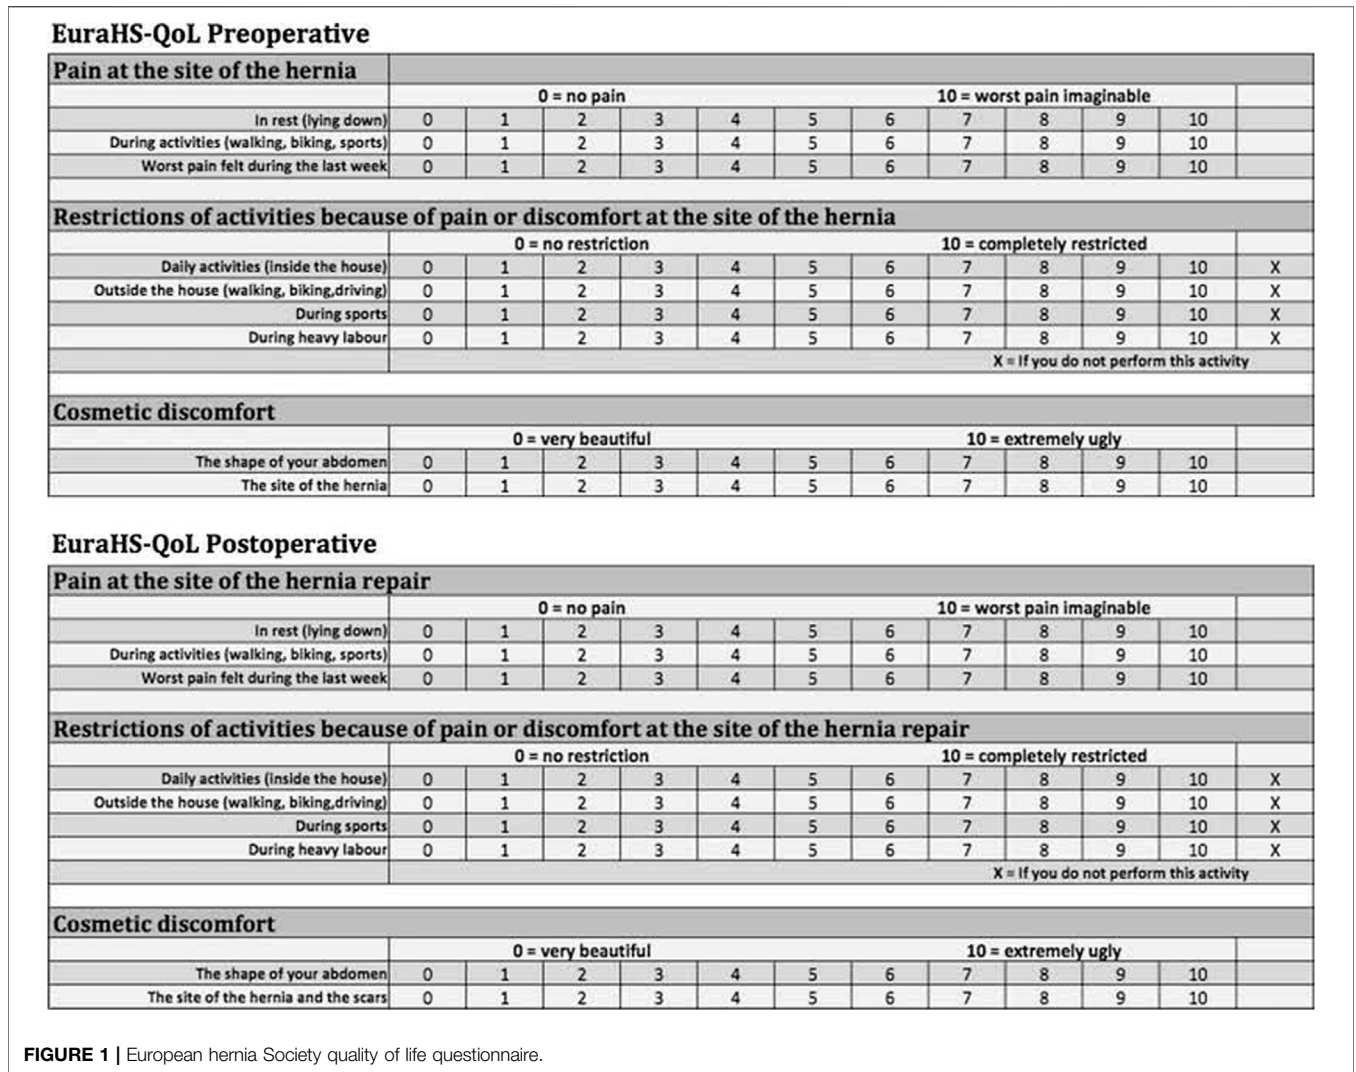 EuraHS-QoL Preoperative
Pain at the site of the hernia
0 = no pain 10 = worst pain imaginable
In rest (lying down) 0 1 2 3 4 5 6 7 8 9 10
During activities (walking, biking, sports) 0 1 2 3 4 5 6 7 8 9 10
Worst pain felt during the last week 0 1 2 3 4 5 6 7 8 9 10
Restrictions of activities because of pain or discomfort at the site of the hernia
0 = no restriction 10 = completely restricted
Daily activities (inside the house) 0 1 2 3 4 5 6 7 8 9 10 X
Outside the house (walking, biking,driving) 0 1 2 3 4 5 6 7 8 9 10 X
During sports 0 1 2 3 4 5 6 7 8 9 10 X
During heavy labour 0 1 2 3 4 5 6 7 8 9 10 X
X = If you do not perform this activity
Cosmetic discomfort
0 = very beautiful 10 = extremely ugly
The shape of your abdomen 0 1 2 3 4 5 6 7 8 9 10
The site of the hernia 0 1 2 3 4 5 6 7 8 9 10
EuraHS-QoL Postoperative
Pain at the site of the hernia repair
0 = no pain 10 = worst pain imaginable
In rest (lying down) 0 1 2 3 4 5 6 7 8 9 10
During activities (walking, biking, sports) 0 1 2 3 4 5 6 7 8 9 10
Worst pain felt during the last week 0 1 2 3 4 5 6 7 8 9 10
Restrictions of activities because of pain or discomfort at the site of the hernia repair
0 = no restriction 10 = completely restricted
Daily activities (inside the house) 0 1 2 3 4 5 6 7 8 9 10 X
Outside the house (walking, biking,driving) 0 1 2 3 4 5 6 7 8 9 10 X
During sports 0 1 2 3 4 5 6 7 8 9 10 X
During heavy labour 0 1 2 3 4 5 6 7 8 9 10 X
X = If you do not perform this activity
Cosmetic discomfort
0 = very beautiful 10 = extremely ugly
The shape of your abdomen 0 1 2 3 4 5 6 7 8 9 10
The site of the hernia and the scars 0 1 2 3 4 5 6 7 8 9 10
FIGURE 1 | European hernia Society quality of life questionnaire.